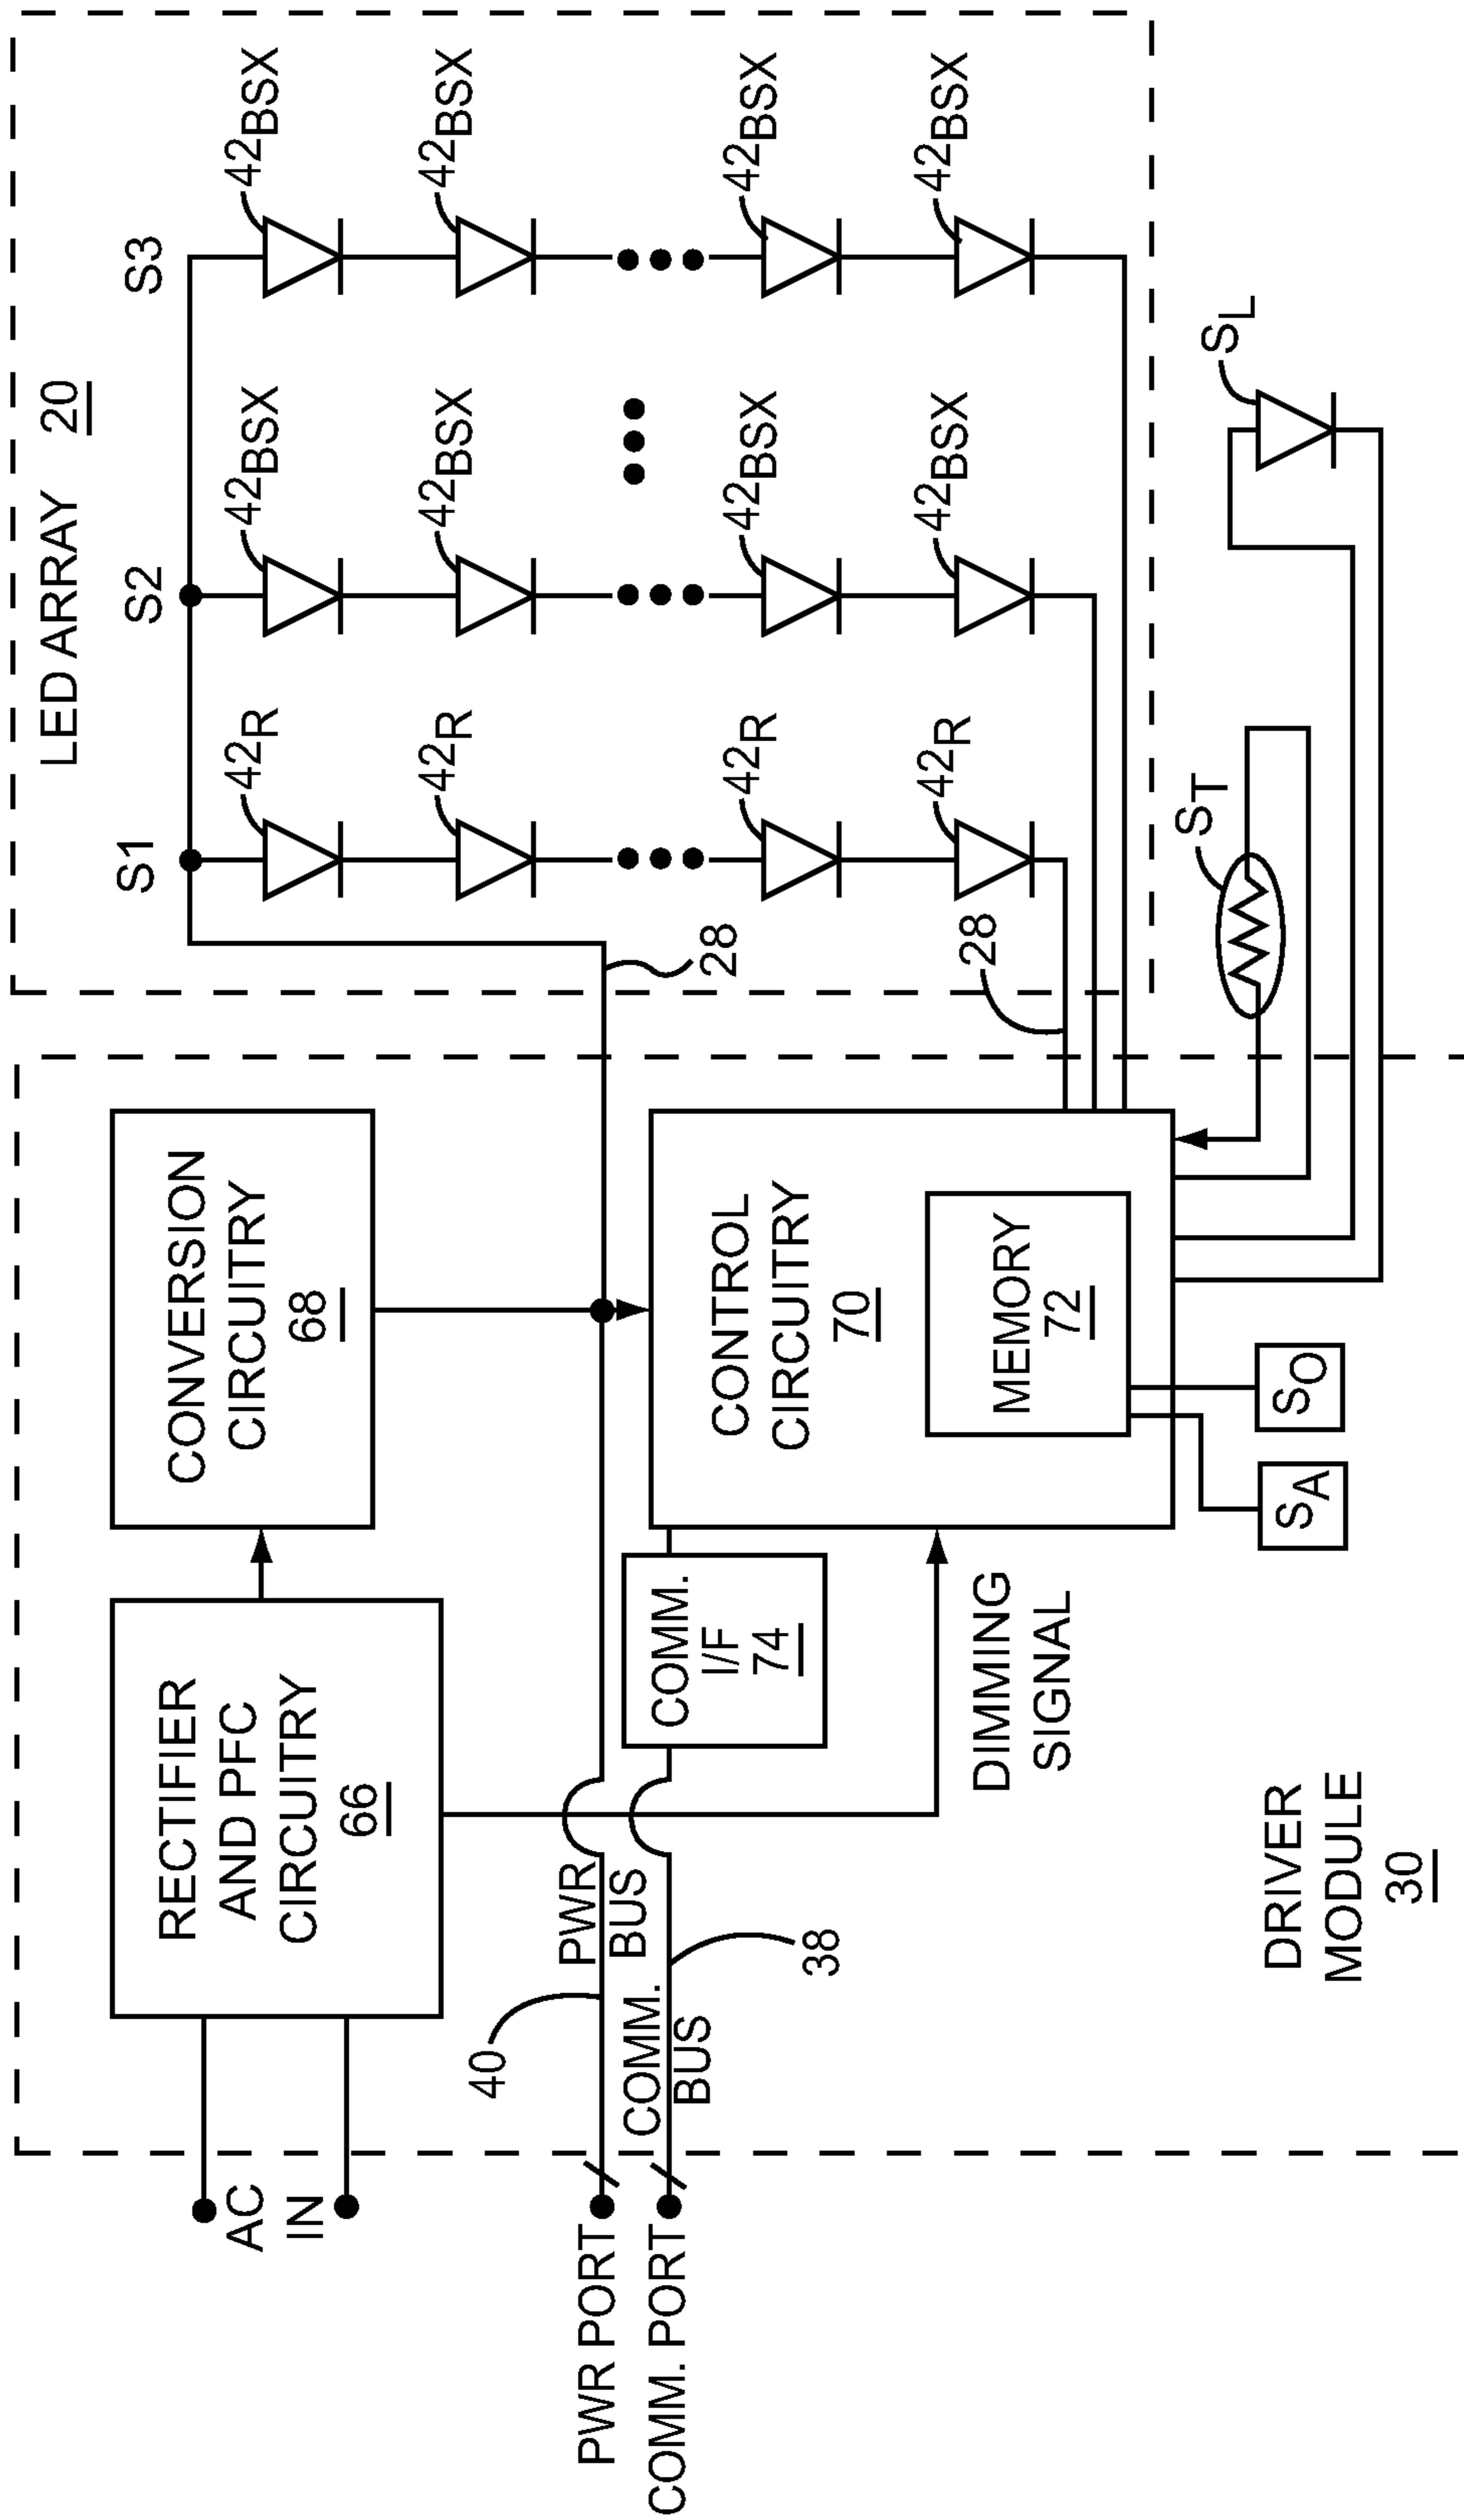 LED ARRAY 20
S1
S2
S3
42R
42BSX
42BSX
42R
42BSX
42BSX
42R
42BSX
42BSX
42R
42BSX
42BSX
28
28
ST
SL
RECTIFIER
AND PFC
CIRCUITRY
66
CONVERSION
CIRCUITRY
68
AC
IN
40
PWR
BUS
COMM.
BUS
38
PWR PORT
COMM. PORT
COMM.
I/F
74
CONTROL
CIRCUITRY
70
MEMORY
72
DIMMING
SIGNAL
SA
SO
DRIVER
MODULE
30